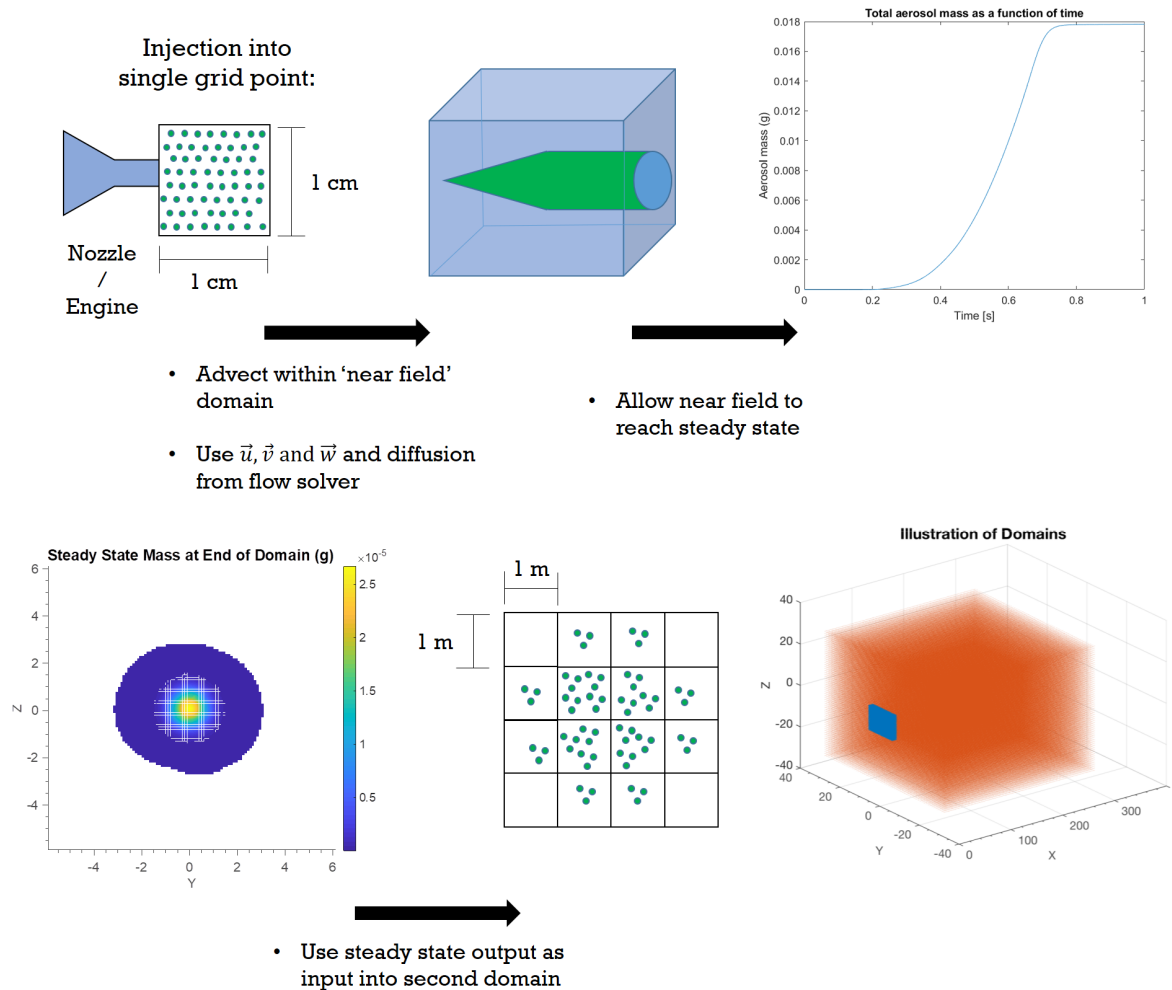 Injection into
single grid point:
1 cm
1 cm
Nozzle
/
Engine
Total aerosol mass as a function of time
Aerosol mass (g)
0.018
0.016
0.014
0.012
0.01
0.008
0.006
0.004
0.002
0
0 0.2 0.4 0.6 0.8 1
Time [s]
• Advect within ‘near field’
domain
• Use u⃗, v⃗ and w⃗ and diffusion
from flow solver
• Allow near field to
reach steady state
Steady State Mass at End of Domain (g)
×10⁻⁵
6
4
2
0
-2
-4
Z
-4 -2 0 2 4 6
Y
2.5
2
1.5
1
0.5
1 m
1 m
Illustration of Domains
40
20
0
-20
-40
Z
40
20
0
-20
-40
Y
0
100
200
300
X
• Use steady state output as
input into second domain